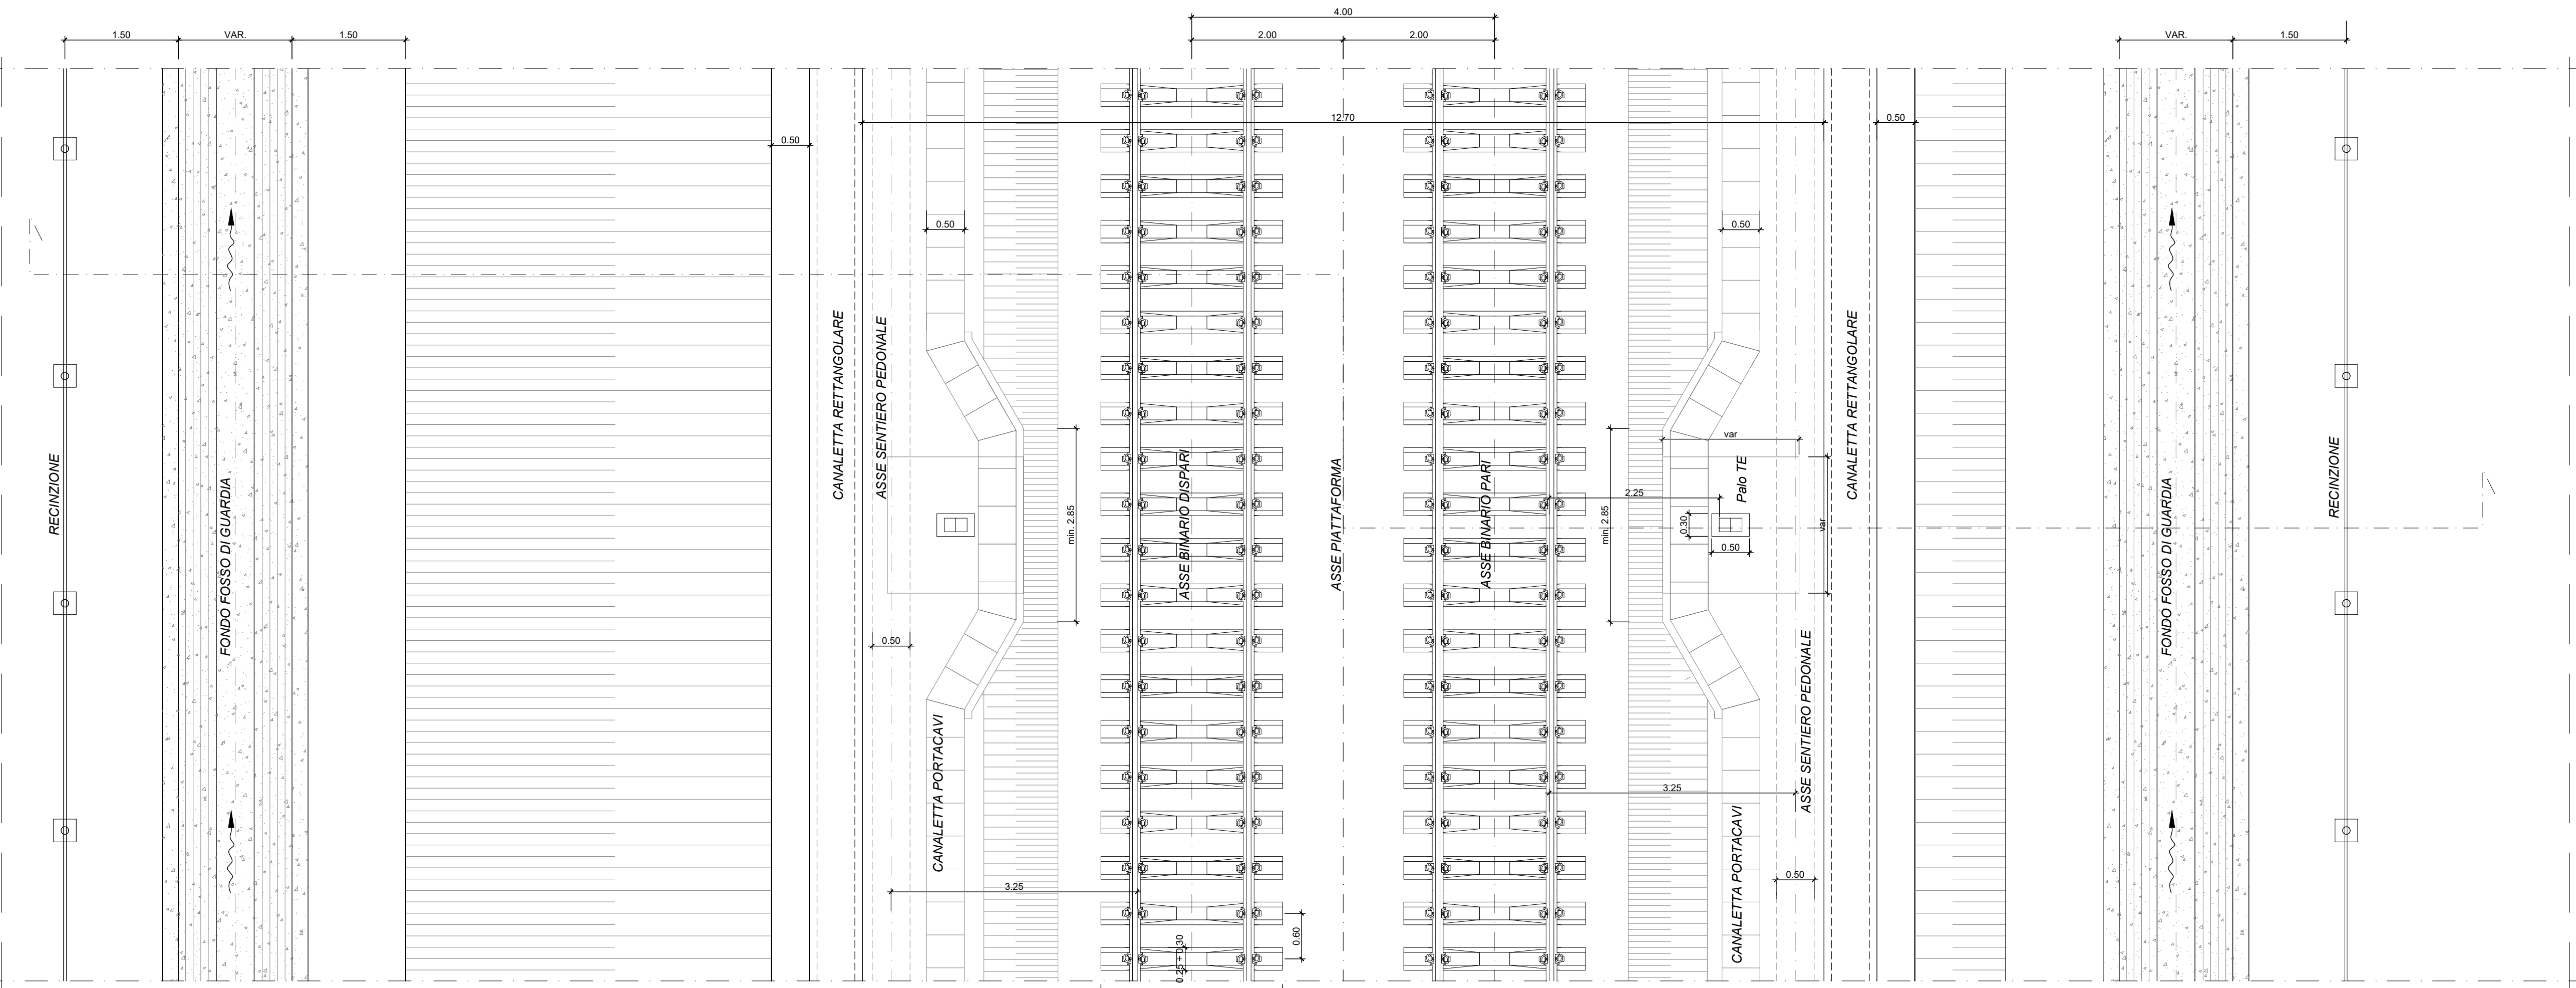 4.00
1.50
VAR.
1.50
2.00
2.00
VAR.
1.50
12.70
0.50
0.50
0.50
0.50
CANALETTA RETTANGOLARE
ASSE SENTIERO PEDONALE
CANALETTA RETTANGOLARE
RECINZIONE
FONDO FOSSO DI GUARDIA
min. 2.85
ASSE BINARIO DISPARI
ASSE PIATTAFORMA
ASSE BINARIO PARI
min. 2.85
var
Palo TE
2.25
0.30
0.50
var
FONDO FOSSO DI GUARDIA
RECINZIONE
0.50
ASSE SENTIERO PEDONALE
CANALETTA PORTACAVI
3.25
CANALETTA PORTACAVI
0.50
3.25
0.60
0.25 ÷ 0.30